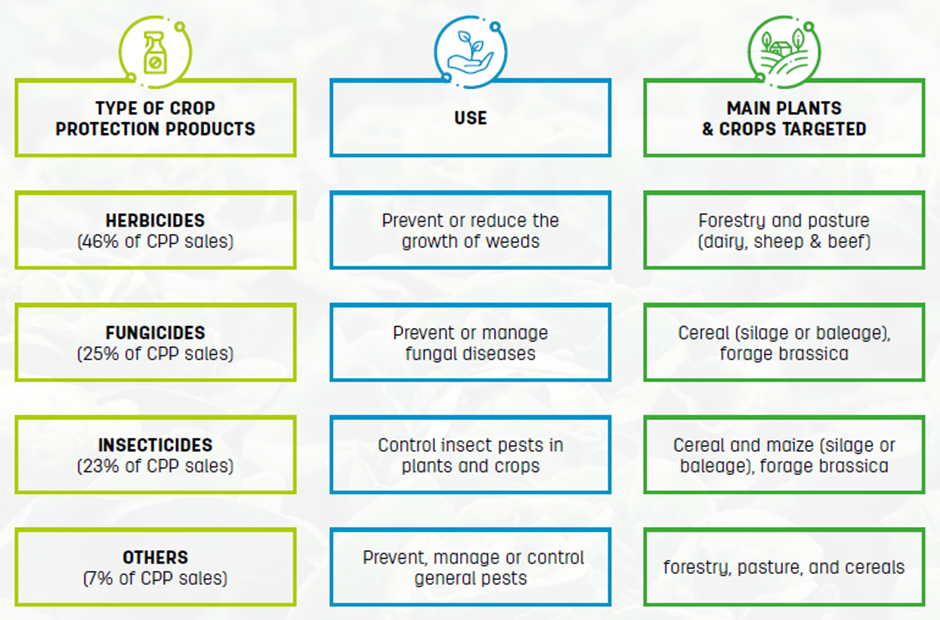 TYPE OF CROP
PROTECTION PRODUCTS
USE
MAIN PLANTS
& CROPS TARGETED
HERBICIDES
(46% of CPP sales)
Prevent or reduce the
growth of weeds
Forestry and pasture
(dairy, sheep & beef)
FUNGICIDES
(25% of CPP sales)
Prevent or manage
fungal diseases
Cereal (silage or baleage),
forage brassica
INSECTICIDES
(23% of CPP sales)
Control insect pests in
plants and crops
Cereal and maize (silage or
baleage), forage brassica
OTHERS
(7% of CPP sales)
Prevent, manage or control
general pests
forestry, pasture, and cereals